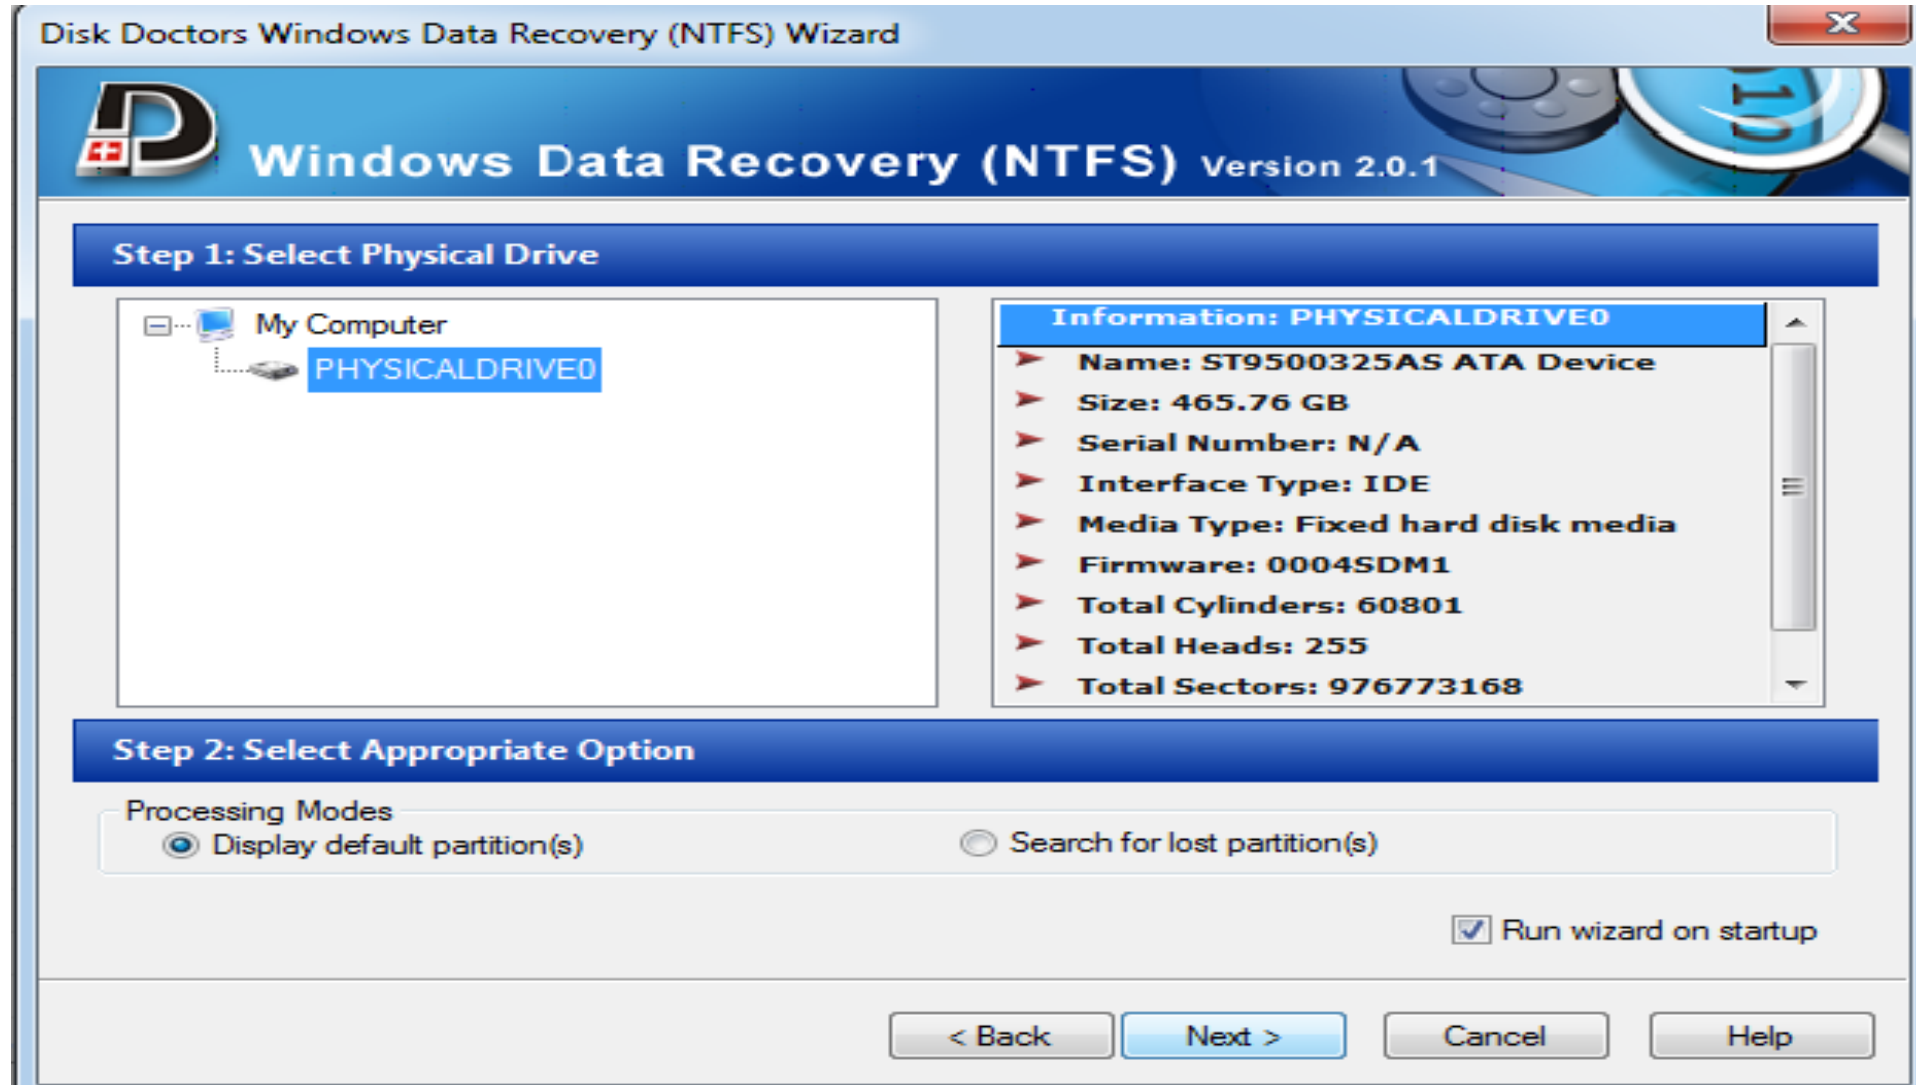 Disk Doctors Windows Data Recovery (NTFS) Wizard
Windows Data Recovery (NTFS) Version 2.0.1
Step 1: Select Physical Drive
My Computer
PHYSICALDRIVE0
Information: PHYSICALDRIVE0
Name: ST9500325AS ATA Device
Size: 465.76 GB
Serial Number: N/A
Interface Type: IDE
Media Type: Fixed hard disk media
Firmware: 0004SDM1
Total Cylinders: 60801
Total Heads: 255
Total Sectors: 976773168
Step 2: Select Appropriate Option
Processing Modes
Display default partition(s)
Search for lost partition(s)
Run wizard on startup
< Back
Next >
Cancel
Help